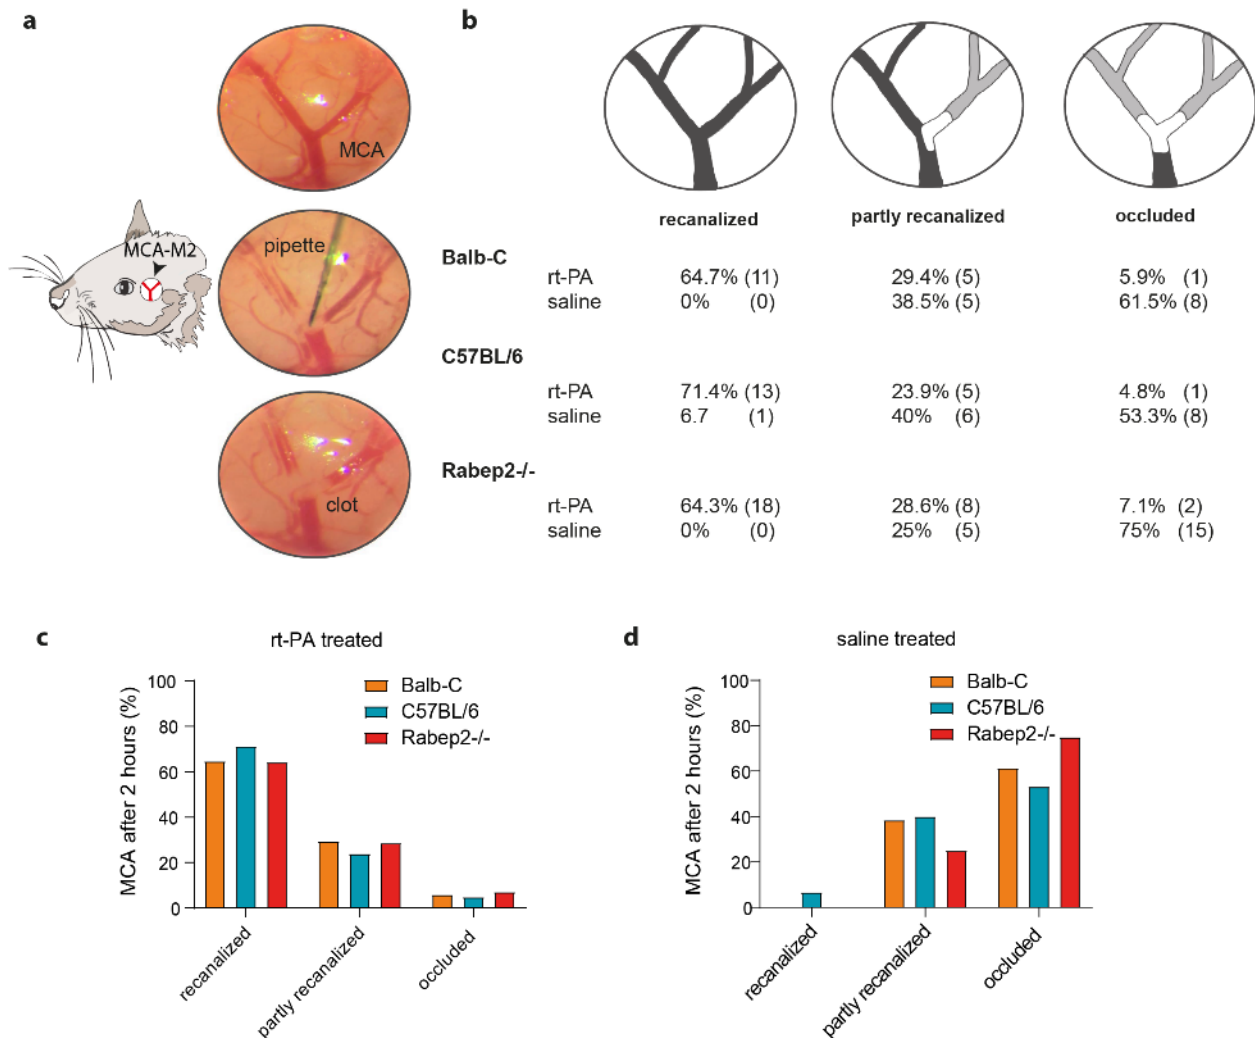 a
MCA
MCA-M2
pipette
clot
b
recanalized partly recanalized occluded
Balb-C
rt-PA 64.7% (11) 29.4% (5) 5.9% (1)
saline 0% (0) 38.5% (5) 61.5% (8)
C57BL/6
rt-PA 71.4% (13) 23.9% (5) 4.8% (1)
saline 6.7 (1) 40% (6) 53.3% (8)
Rabep2-/-
rt-PA 64.3% (18) 28.6% (8) 7.1% (2)
saline 0% (0) 25% (5) 75% (15)
c
rt-PA treated
MCA after 2 hours (%)
100
80
60
40
20
0
Balb-C
C57BL/6
Rabep2-/-
recanalized
partly recanalized
occluded
d
saline treated
MCA after 2 hours (%)
100
80
60
40
20
0
Balb-C
C57BL/6
Rabep2-/-
recanalized
partly recanalized
occluded